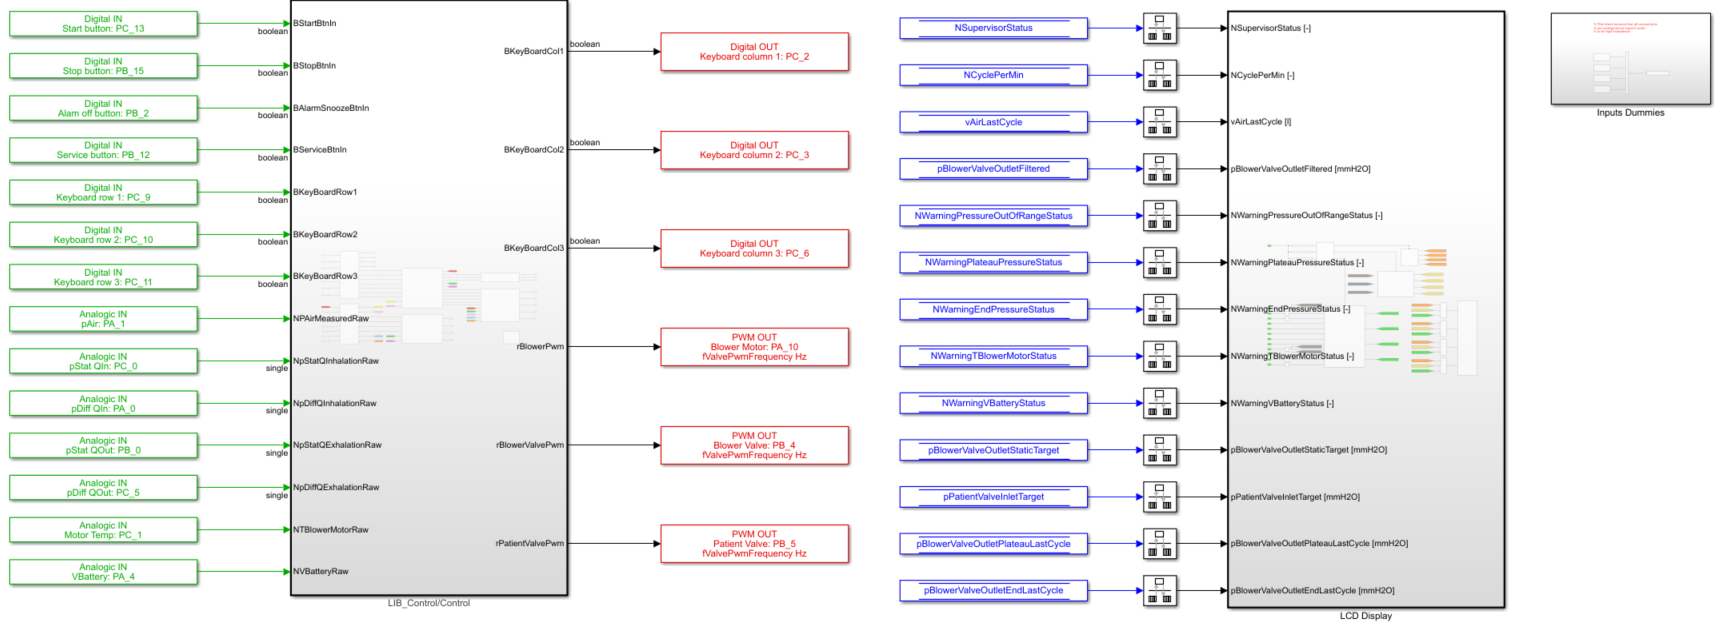 Digital IN
Start button: PC_13
boolean
BStartBtnIn
Digital IN
Stop button: PB_15
boolean
BStopBtnIn
Digital IN
Alam off button: PB_2
boolean
BAlarmSnoozeBtnIn
Digital IN
Service button: PB_12
boolean
BServiceBtnIn
Digital IN
Keyboard row 1: PC_9
boolean
BKeyBoardRow1
Digital IN
Keyboard row 2: PC_10
boolean
BKeyBoardRow2
Digital IN
Keyboard row 3: PC_11
boolean
BKeyBoardRow3
Analogic IN
pAir: PA_1
NPAirMeasuredRaw
Analogic IN
pStat QIn: PC_0
single
NpStatQInhalationRaw
Analogic IN
pDiff QIn: PA_0
single
NpDiffQInhalationRaw
Analogic IN
pStat QOut: PB_0
single
NpStatQExhalationRaw
Analogic IN
pDiff QOut: PC_5
single
NpDiffQExhalationRaw
Analogic IN
Motor Temp: PC_1
NTBlowerMotorRaw
Analogic IN
VBattery: PA_4
NVBatteryRaw
BKeyBoardCol1
boolean
Digital OUT
Keyboard column 1: PC_2
BKeyBoardCol2
boolean
Digital OUT
Keyboard column 2: PC_3
BKeyBoardCol3
boolean
Digital OUT
Keyboard column 3: PC_6
rBlowerPwm
PWM OUT
Blower Motor: PA_10
fValvePwmFrequency Hz
rBlowerValvePwm
PWM OUT
Blower Valve: PB_4
fValvePwmFrequency Hz
rPatientValvePwm
PWM OUT
Patient Valve: PB_5
fValvePwmFrequency Hz
LIB_Control/Control
NSupervisorStatus
NSupervisorStatus [-]
NCyclePerMin
NCyclePerMin [-]
vAirLastCycle
vAirLastCycle [l]
pBlowerValveOutletFiltered
pBlowerValveOutletFiltered [mmH2O]
NWarningPressureOutOfRangeStatus
NWarningPressureOutOfRangeStatus [-]
NWarningPlateauPressureStatus
NWarningPlateauPressureStatus [-]
NWarningEndPressureStatus
NWarningEndPressureStatus [-]
NWarningTBlowerMotorStatus
NWarningTBlowerMotorStatus [-]
NWarningVBatteryStatus
NWarningVBatteryStatus [-]
pBlowerValveOutletStaticTarget
pBlowerValveOutletStaticTarget [mmH2O]
pPatientValveInletTarget
pPatientValveInletTarget [mmH2O]
pBlowerValveOutletPlateauLastCycle
pBlowerValveOutletPlateauLastCycle [mmH2O]
pBlowerValveOutletEndLastCycle
pBlowerValveOutletEndLastCycle [mmH2O]
LCD Display
Inputs Dummies